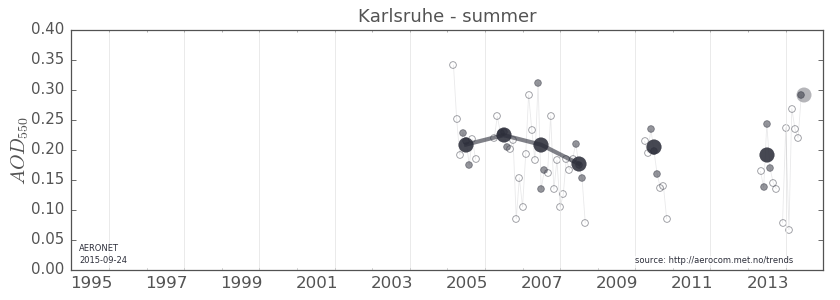 Karlsruhe - summer
0.40
0.35
0.30
0.25
0.20
0.15
0.10
0.05
0.00
AOD550
AERONET
2015-09-24
source: http://aerocom.met.no/trends
1995 1997 1999 2001 2003 2005 2007 2009 2011 2013